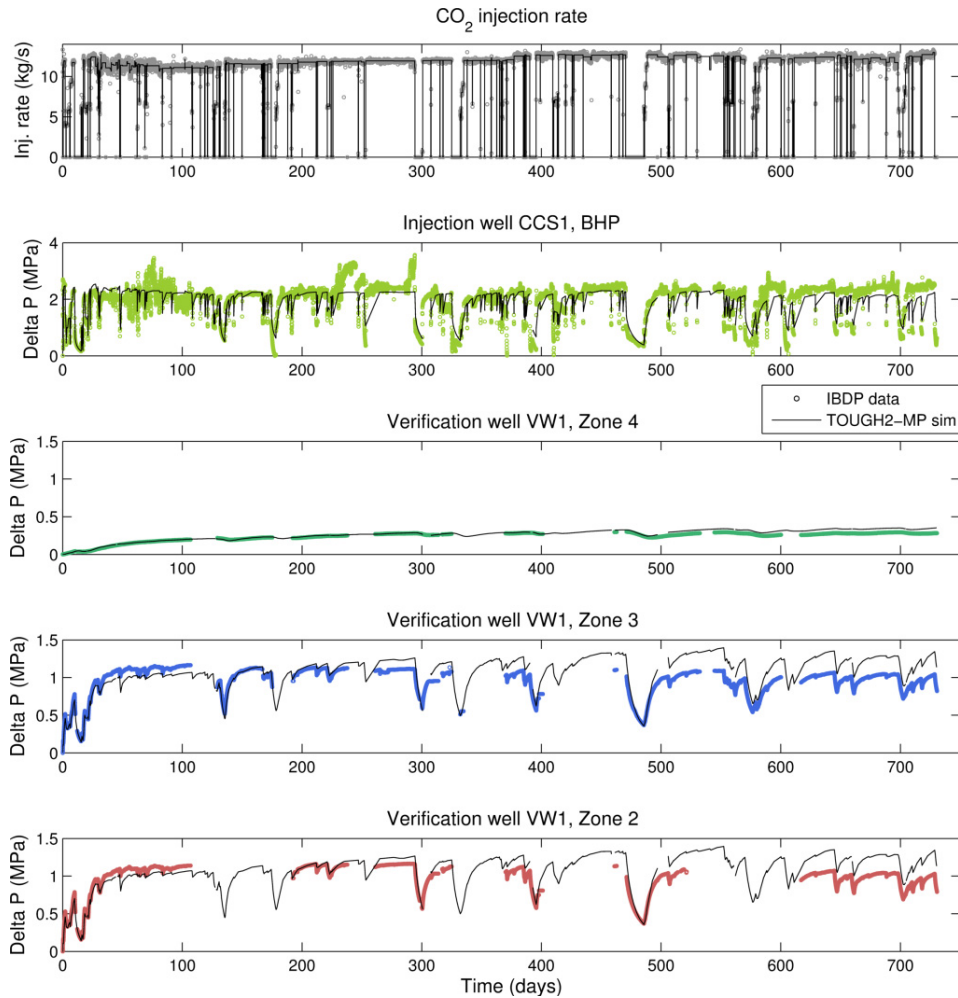 CO2 injection rate
Inj. rate (kg/s)
10
5
0
0 100 200 300 400 500 600 700
Injection well CCS1, BHP
Delta P (MPa)
4
2
0
0 100 200 300 400 500 600 700
IBDP data
TOUGH2-MP sim
Verification well VW1, Zone 4
Delta P (MPa)
1.5
1
0.5
0
0 100 200 300 400 500 600 700
Verification well VW1, Zone 3
Delta P (MPa)
1.5
1
0.5
0
0 100 200 300 400 500 600 700
Verification well VW1, Zone 2
Delta P (MPa)
1.5
1
0.5
0
0 100 200 300 400 500 600 700
Time (days)